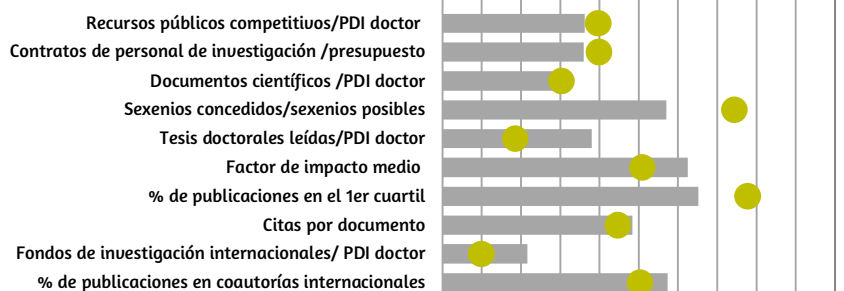 Recursos públicos competitivos/PDI doctor
Contratos de personal de investigación /presupuesto
Documentos científicos /PDI doctor
Sexenios concedidos/sexenios posibles
Tesis doctorales leídas/PDI doctor
Factor de impacto medio
% de publicaciones en el 1er cuartil
Citas por documento
Fondos de investigación internacionales/ PDI doctor
% de publicaciones en coautorías internacionales